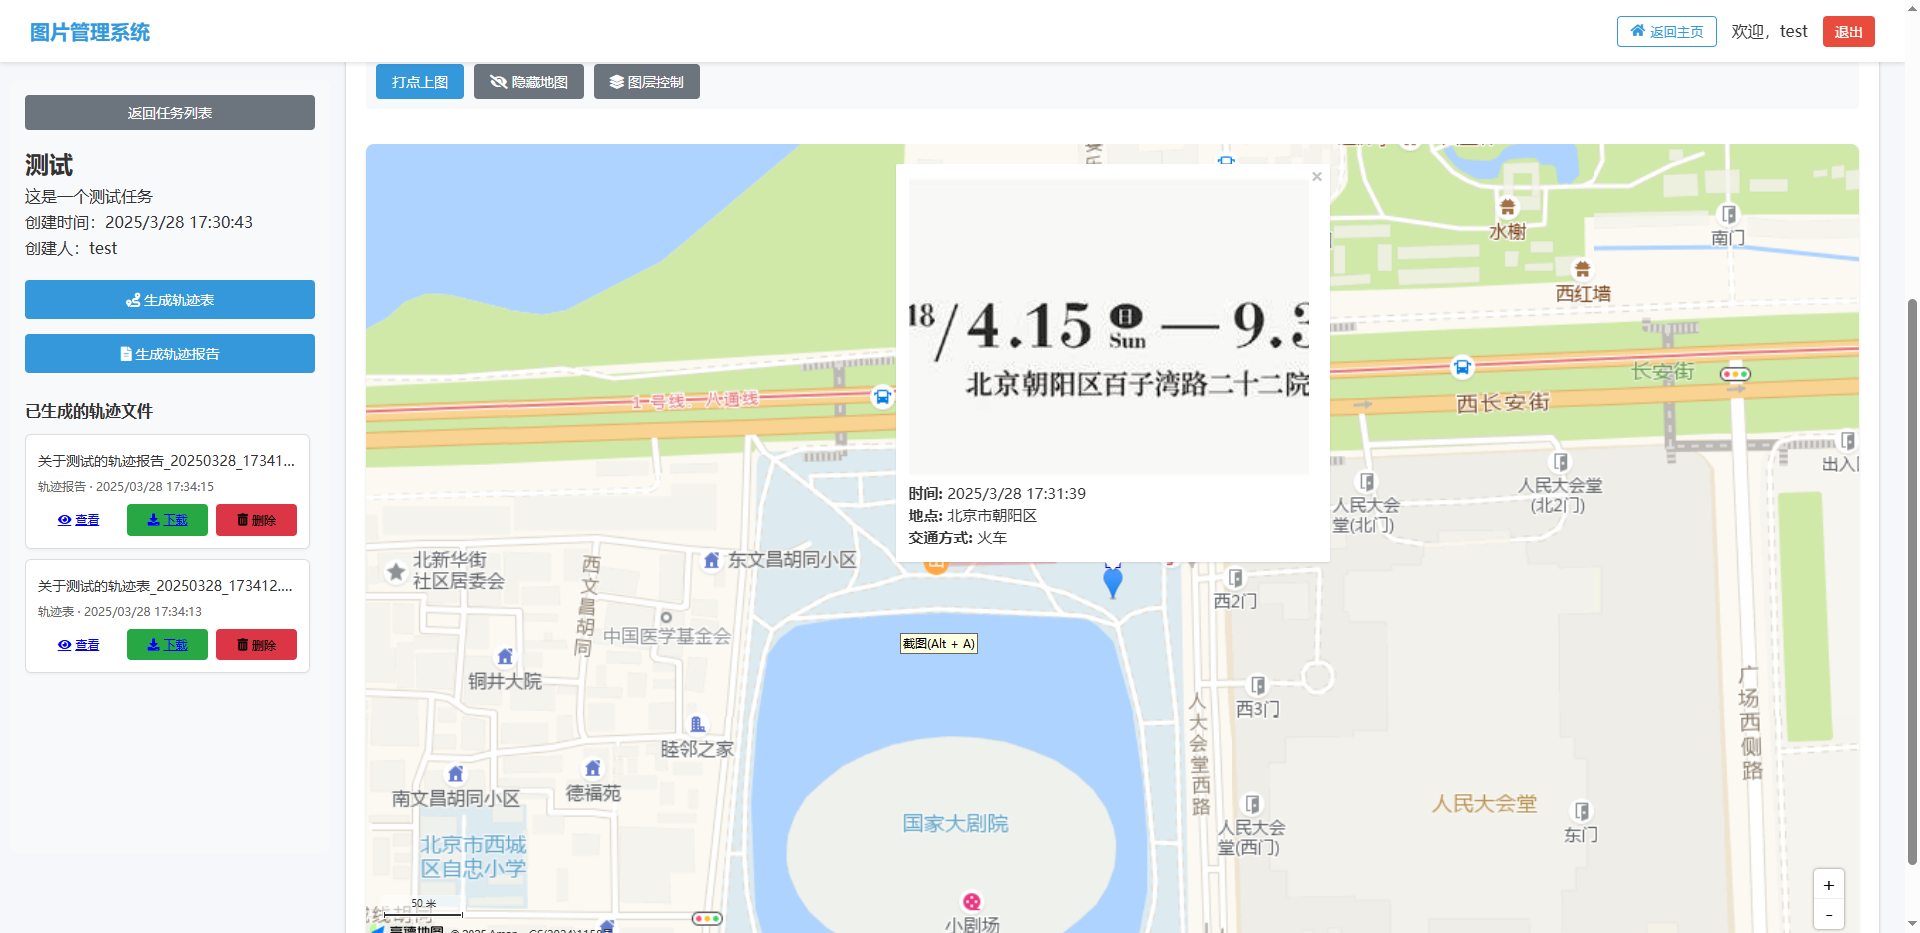 图片管理系统
返回主页
欢迎，test
退出
返回任务列表
测试
这是一个测试任务
创建时间：2025/3/28 17:30:43
创建人：test
生成轨迹表
生成轨迹报告
已生成的轨迹文件
关于测试的轨迹报告_20250328_17341...
轨迹报告 · 2025/03/28 17:34:15
查看
下载
删除
关于测试的轨迹表_20250328_173412....
轨迹表 · 2025/03/28 17:34:13
查看
下载
删除
打点上图
隐藏地图
图层控制
×
18/4.15 日 Sun — 9.3
北京朝阳区百子湾路二十二院
时间: 2025/3/28 17:31:39
地点: 北京市朝阳区
交通方式: 火车
水榭
南门
西红墙
1号线、八通线
长安街
西长安街
出入
人民大会堂(北门)
人民大会堂
(北2门)
北新华街
社区居委会
西文昌胡同
东文昌胡同小区
西2门
中国医学基金会
截图(Alt + A)
铜井大院
西3门
人大会堂西路
广场西侧路
睦邻之家
南文昌胡同小区
德福苑
国家大剧院
人民大会堂
人民大会
堂(西门)
东门
北京市西城
区自忠小学
50 米
小剧场
高德地图
+
-